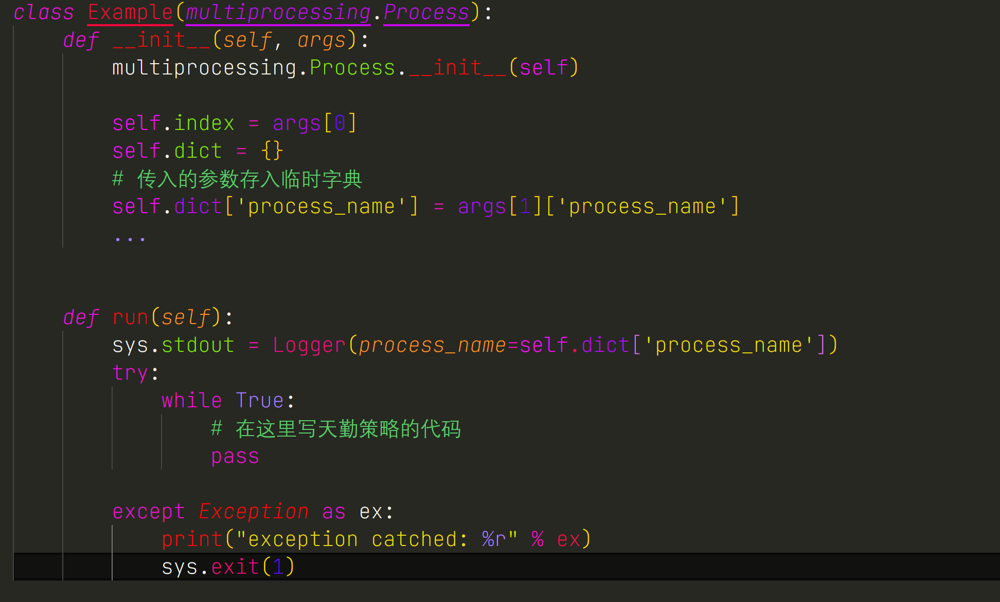 class Example(multiprocessing.Process):
    def __init__(self, args):
        multiprocessing.Process.__init__(self)

        self.index = args[0]
        self.dict = {}
        # 传入的参数存入临时字典
        self.dict['process_name'] = args[1]['process_name']
        ...

    def run(self):
        sys.stdout = Logger(process_name=self.dict['process_name'])
        try:
            while True:
                # 在这里写天勤策略的代码
                pass

        except Exception as ex:
            print("exception catched: %r" % ex)
            sys.exit(1)